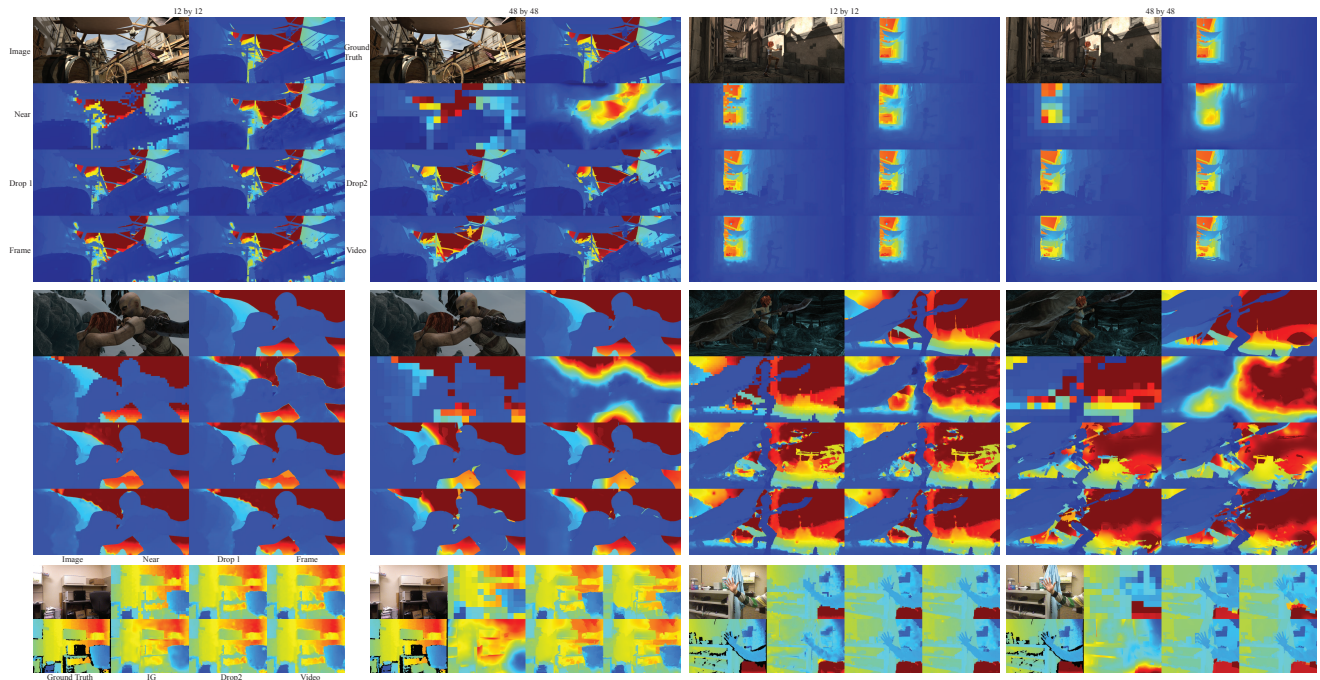 12 by 12
48 by 48
12 by 12
48 by 48
Image
Ground
Truth
Near
IG
Drop 1
Drop2
Frame
Video
Image
Near
Drop 1
Frame
Ground Truth
IG
Drop2
Video